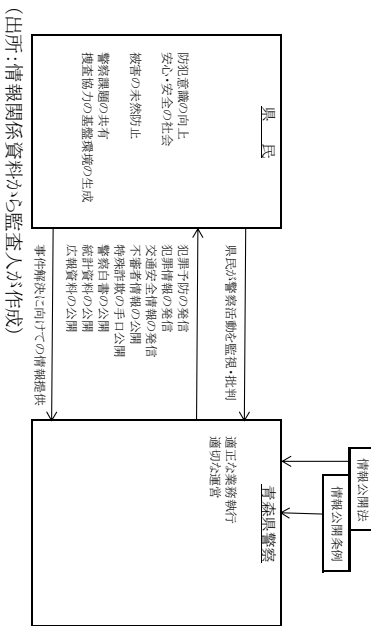 情報公開法
情報公開条例
県 民
防犯意識の向上
安心・安全の社会
被害の未然防止
警察課題の共有
捜査協力の基盤環境の生成
県民が警察活動を監視・批判
犯罪予防の発信
犯罪情報の発信
交通安全情報の発信
不審者情報の公開
特殊詐欺の手口公開
警察白書の公開
統計資料の公開
広報資料の公開
事件解決に向けての情報提供
青森県警察
適正な業務執行
適切な運営
(出所:情報関係資料から監査人が作成)